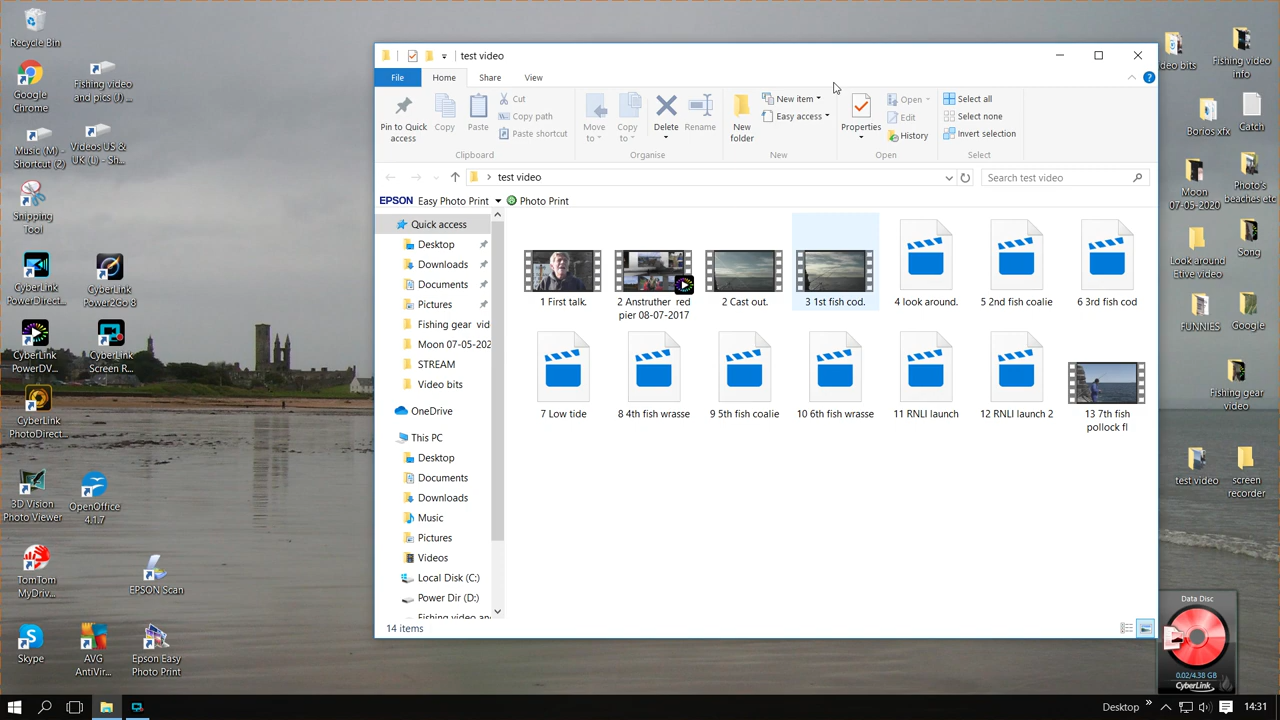 Recycle Bin
Google
Chrome
Fishing video
and pics (J) ...
Music (M) -
Shortcut (2)
Videos US &
UK (L) - Sh...
Snipping
Tool
CyberLink
PowerDirect...
CyberLink
Power2Go 8
CyberLink
PowerDV...
CyberLink
Screen R...
CyberLink
PhotoDirect...
3D Vision
Photo Viewer
OpenOffice
4.1.7
TomTom
MyDriv...
EPSON Scan
Skype
AVG
AntiVir...
Epson Easy
Photo Print
test video
File
Home
Share
View
Pin to Quick
access
Copy
Paste
Cut
Copy path
Paste shortcut
Clipboard
Move
to
Copy
to
Delete
Rename
Organise
New
folder
New item
Easy access
New
Properties
Open
Edit
History
Open
Select all
Select none
Invert selection
Select
test video
Search test video
EPSON
Easy Photo Print
Photo Print
Quick access
Desktop
Downloads
Documents
Pictures
Fishing gear vid
Moon 07-05-202
STREAM
Video bits
OneDrive
This PC
Desktop
Documents
Downloads
Music
Pictures
Videos
Local Disk (C:)
Power Dir (D:)
Fishing video an
1 First talk.
2 Anstruther red
pier 08-07-2017
2 Cast out.
3 1st fish cod.
4 look around.
5 2nd fish coalie
6 3rd fish cod
7 Low tide
8 4th fish wrasse
9 5th fish coalie
10 6th fish wrasse
11 RNLI launch
12 RNLI launch 2
13 7th fish
pollock fl
14 items
deo bits
Fishing video
info
Borios xfx
Catch
Moon
07-05-2020
Photo's
beaches etc
Look around
Etive video
Song
FUNNIES
Google
Fishing gear
video
test video
screen
recorder
Data Disc
0.02/4.38 GB
CyberLink
Desktop
14:31